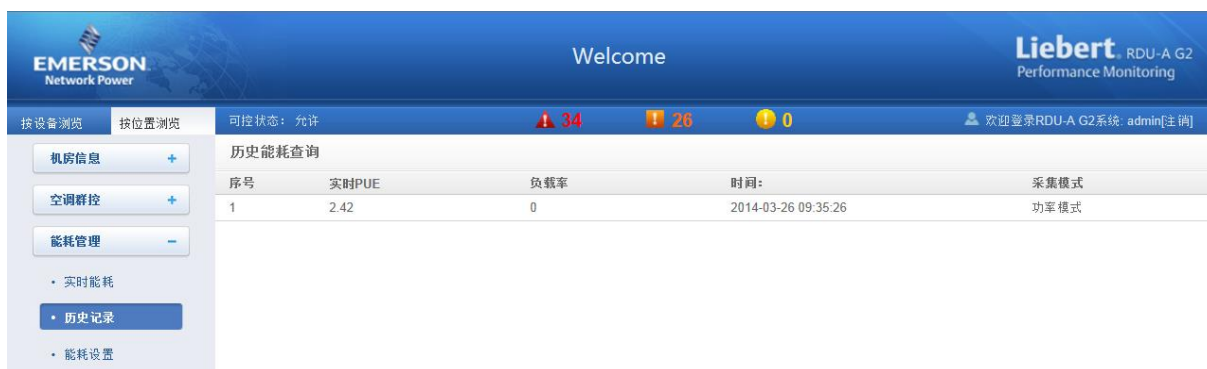 EMERSON
Network Power
Welcome
Liebert. RDU-A G2
Performance Monitoring
按设备浏览 按位置浏览 可控状态：允许 34 26 0 欢迎登录RDU-A G2系统: admin[注销]
机房信息 +
空调群控 +
能耗管理 −
• 实时能耗
• 历史记录
• 能耗设置
历史能耗查询
序号 实时PUE 负载率 时间： 采集模式
1 2.42 0 2014-03-26 09:35:26 功率模式